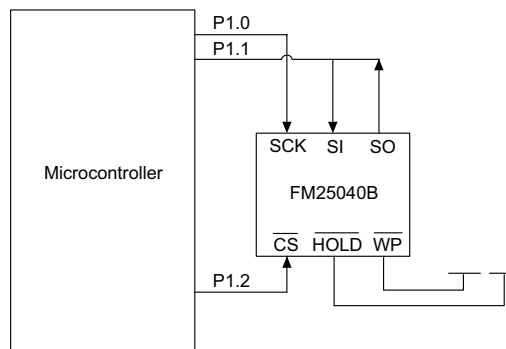 P1.0
P1.1
SCK SI SO
Microcontroller
FM25040B
CS HOLD WP
P1.2